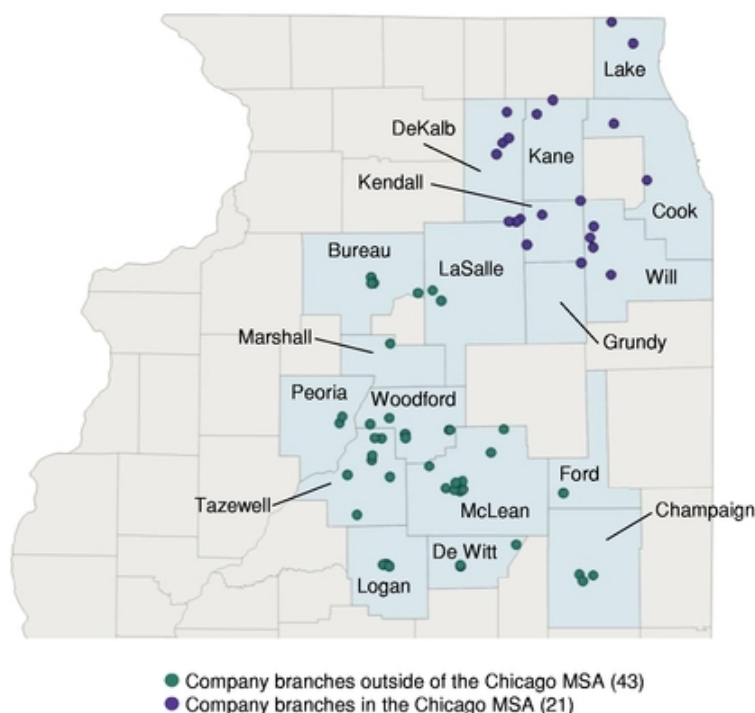 Lake
DeKalb
Kane
Kendall
Cook
Bureau
LaSalle
Will
Marshall
Grundy
Peoria
Woodford
Ford
Tazewell
McLean
Champaign
De Witt
Logan
Company branches outside of the Chicago MSA (43)
Company branches in the Chicago MSA (21)